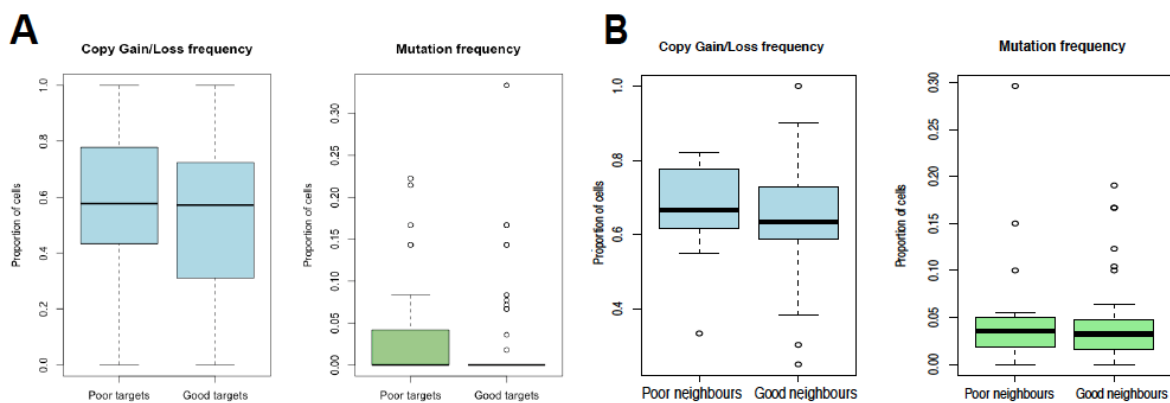 A
Copy Gain/Loss frequency
Proportion of cells
1.0
0.8
0.6
0.4
0.2
0.0
Poor targets
Good targets
Mutation frequency
Proportion of cells
0.30
0.25
0.20
0.15
0.10
0.05
0.00
Poor targets
Good targets
B
Copy Gain/Loss frequency
Proportion of cells
1.0
0.8
0.6
0.4
Poor neighbours
Good neighbours
Mutation frequency
Proportion of cells
0.30
0.25
0.20
0.15
0.10
0.05
0.00
Poor neighbours
Good neighbours